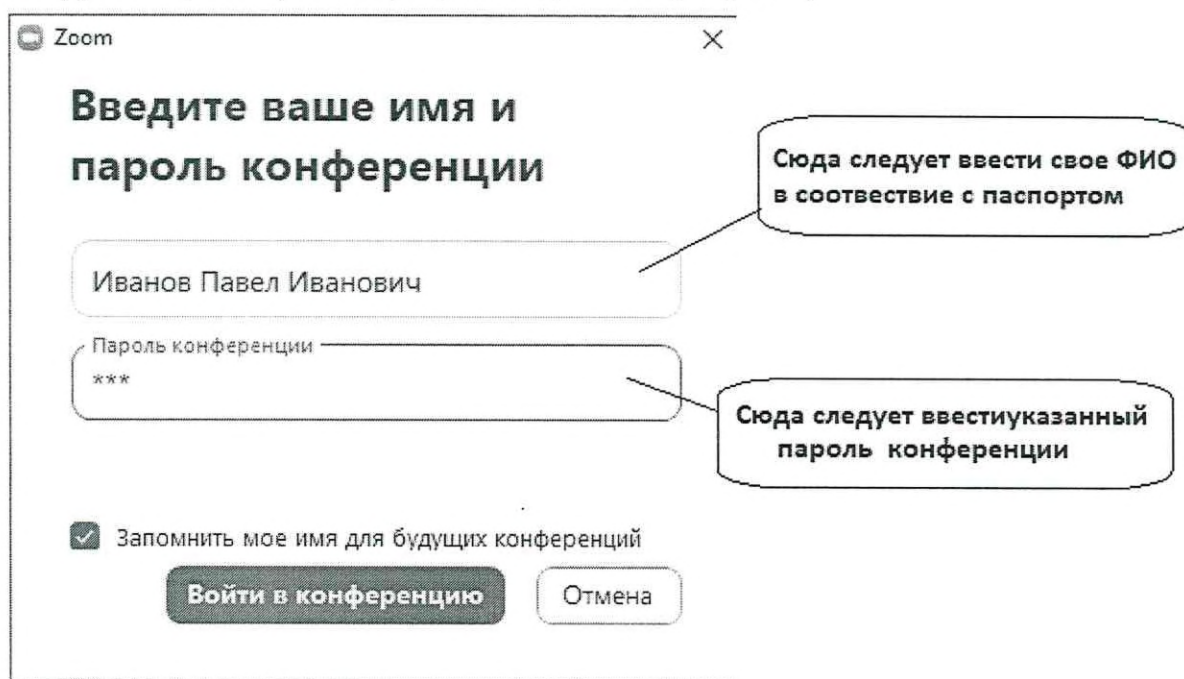 Zoom
Введите ваше имя и
пароль конференции
Сюда следует ввести свое ФИО
в соотвествие с паспортом
Иванов Павел Иванович
Пароль конференции
***
Сюда следует ввестиуказанный
пароль конференции
Запомнить мое имя для будущих конференций
Войти в конференцию
Отмена